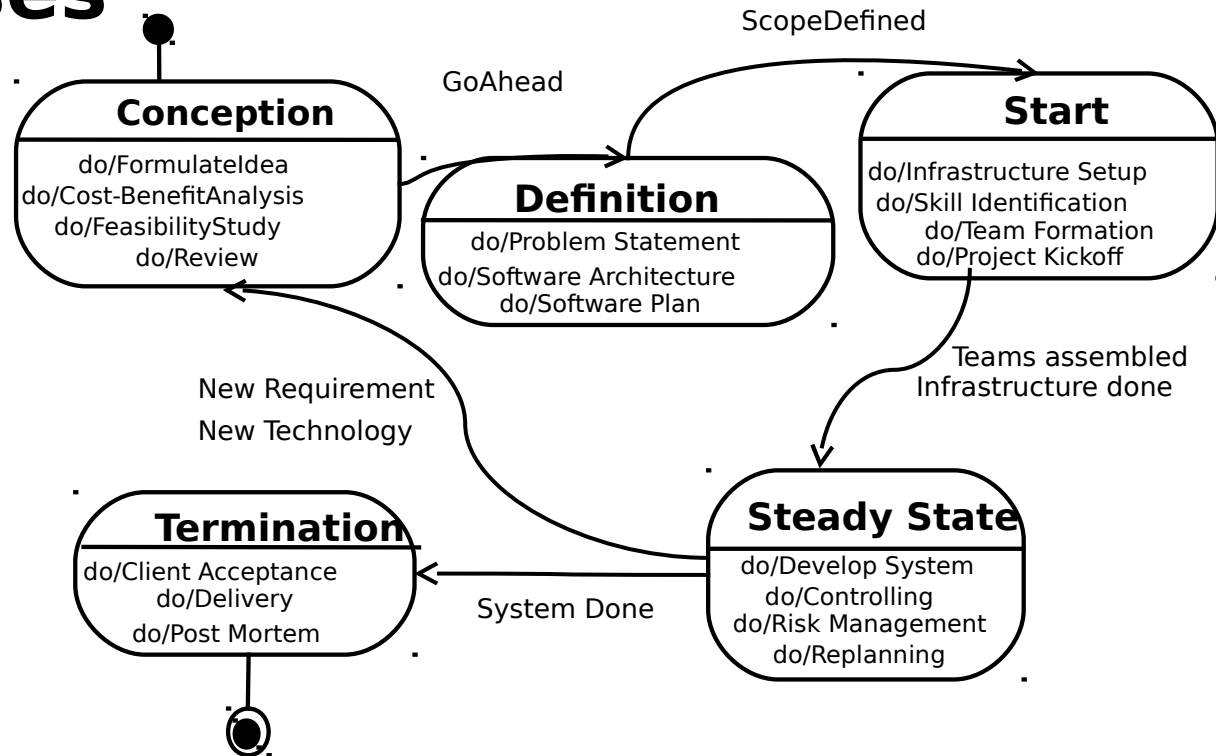 ScopeDefined
GoAhead
Conception
do/FormulateIdea
do/Cost-BenefitAnalysis
do/FeasibilityStudy
do/Review
Definition
do/Problem Statement
do/Software Architecture
do/Software Plan
Start
do/Infrastructure Setup
do/Skill Identification
do/Team Formation
do/Project Kickoff
Teams assembled
Infrastructure done
New Requirement
New Technology
Steady State
do/Develop System
do/Controlling
do/Risk Management
do/Replanning
System Done
Termination
do/Client Acceptance
do/Delivery
do/Post Mortem